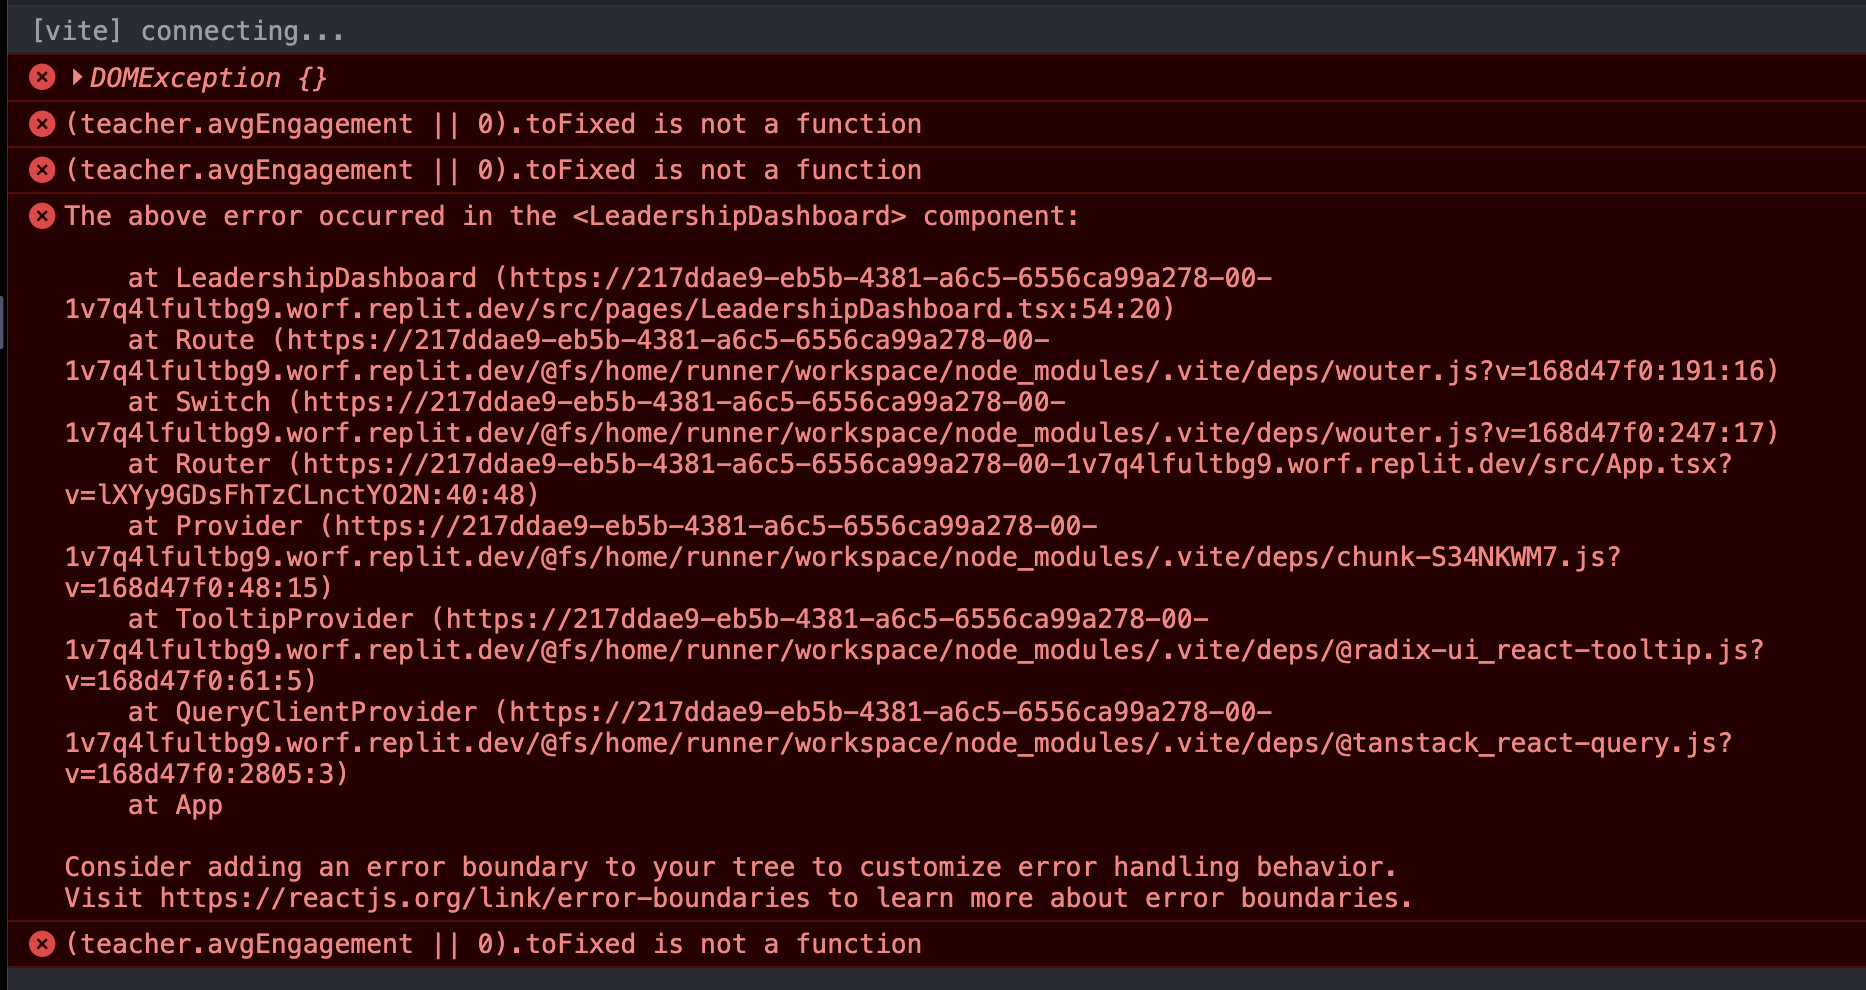 [vite] connecting...
DOMException {}
(teacher.avgEngagement || 0).toFixed is not a function
(teacher.avgEngagement || 0).toFixed is not a function
The above error occurred in the <LeadershipDashboard> component:
at LeadershipDashboard (https://217ddae9-eb5b-4381-a6c5-6556ca99a278-00-
1v7q4lfultbg9.worf.replit.dev/src/pages/LeadershipDashboard.tsx:54:20)
at Route (https://217ddae9-eb5b-4381-a6c5-6556ca99a278-00-
1v7q4lfultbg9.worf.replit.dev/@fs/home/runner/workspace/node_modules/.vite/deps/wouter.js?v=168d47f0:191:16)
at Switch (https://217ddae9-eb5b-4381-a6c5-6556ca99a278-00-
1v7q4lfultbg9.worf.replit.dev/@fs/home/runner/workspace/node_modules/.vite/deps/wouter.js?v=168d47f0:247:17)
at Router (https://217ddae9-eb5b-4381-a6c5-6556ca99a278-00-1v7q4lfultbg9.worf.replit.dev/src/App.tsx?
v=lXYy9GDsFhTzCLnctYO2N:40:48)
at Provider (https://217ddae9-eb5b-4381-a6c5-6556ca99a278-00-
1v7q4lfultbg9.worf.replit.dev/@fs/home/runner/workspace/node_modules/.vite/deps/chunk-S34NKWM7.js?
v=168d47f0:48:15)
at TooltipProvider (https://217ddae9-eb5b-4381-a6c5-6556ca99a278-00-
1v7q4lfultbg9.worf.replit.dev/@fs/home/runner/workspace/node_modules/.vite/deps/@radix-ui_react-tooltip.js?
v=168d47f0:61:5)
at QueryClientProvider (https://217ddae9-eb5b-4381-a6c5-6556ca99a278-00-
1v7q4lfultbg9.worf.replit.dev/@fs/home/runner/workspace/node_modules/.vite/deps/@tanstack_react-query.js?
v=168d47f0:2805:3)
at App
Consider adding an error boundary to your tree to customize error handling behavior.
Visit https://reactjs.org/link/error-boundaries to learn more about error boundaries.
(teacher.avgEngagement || 0).toFixed is not a function